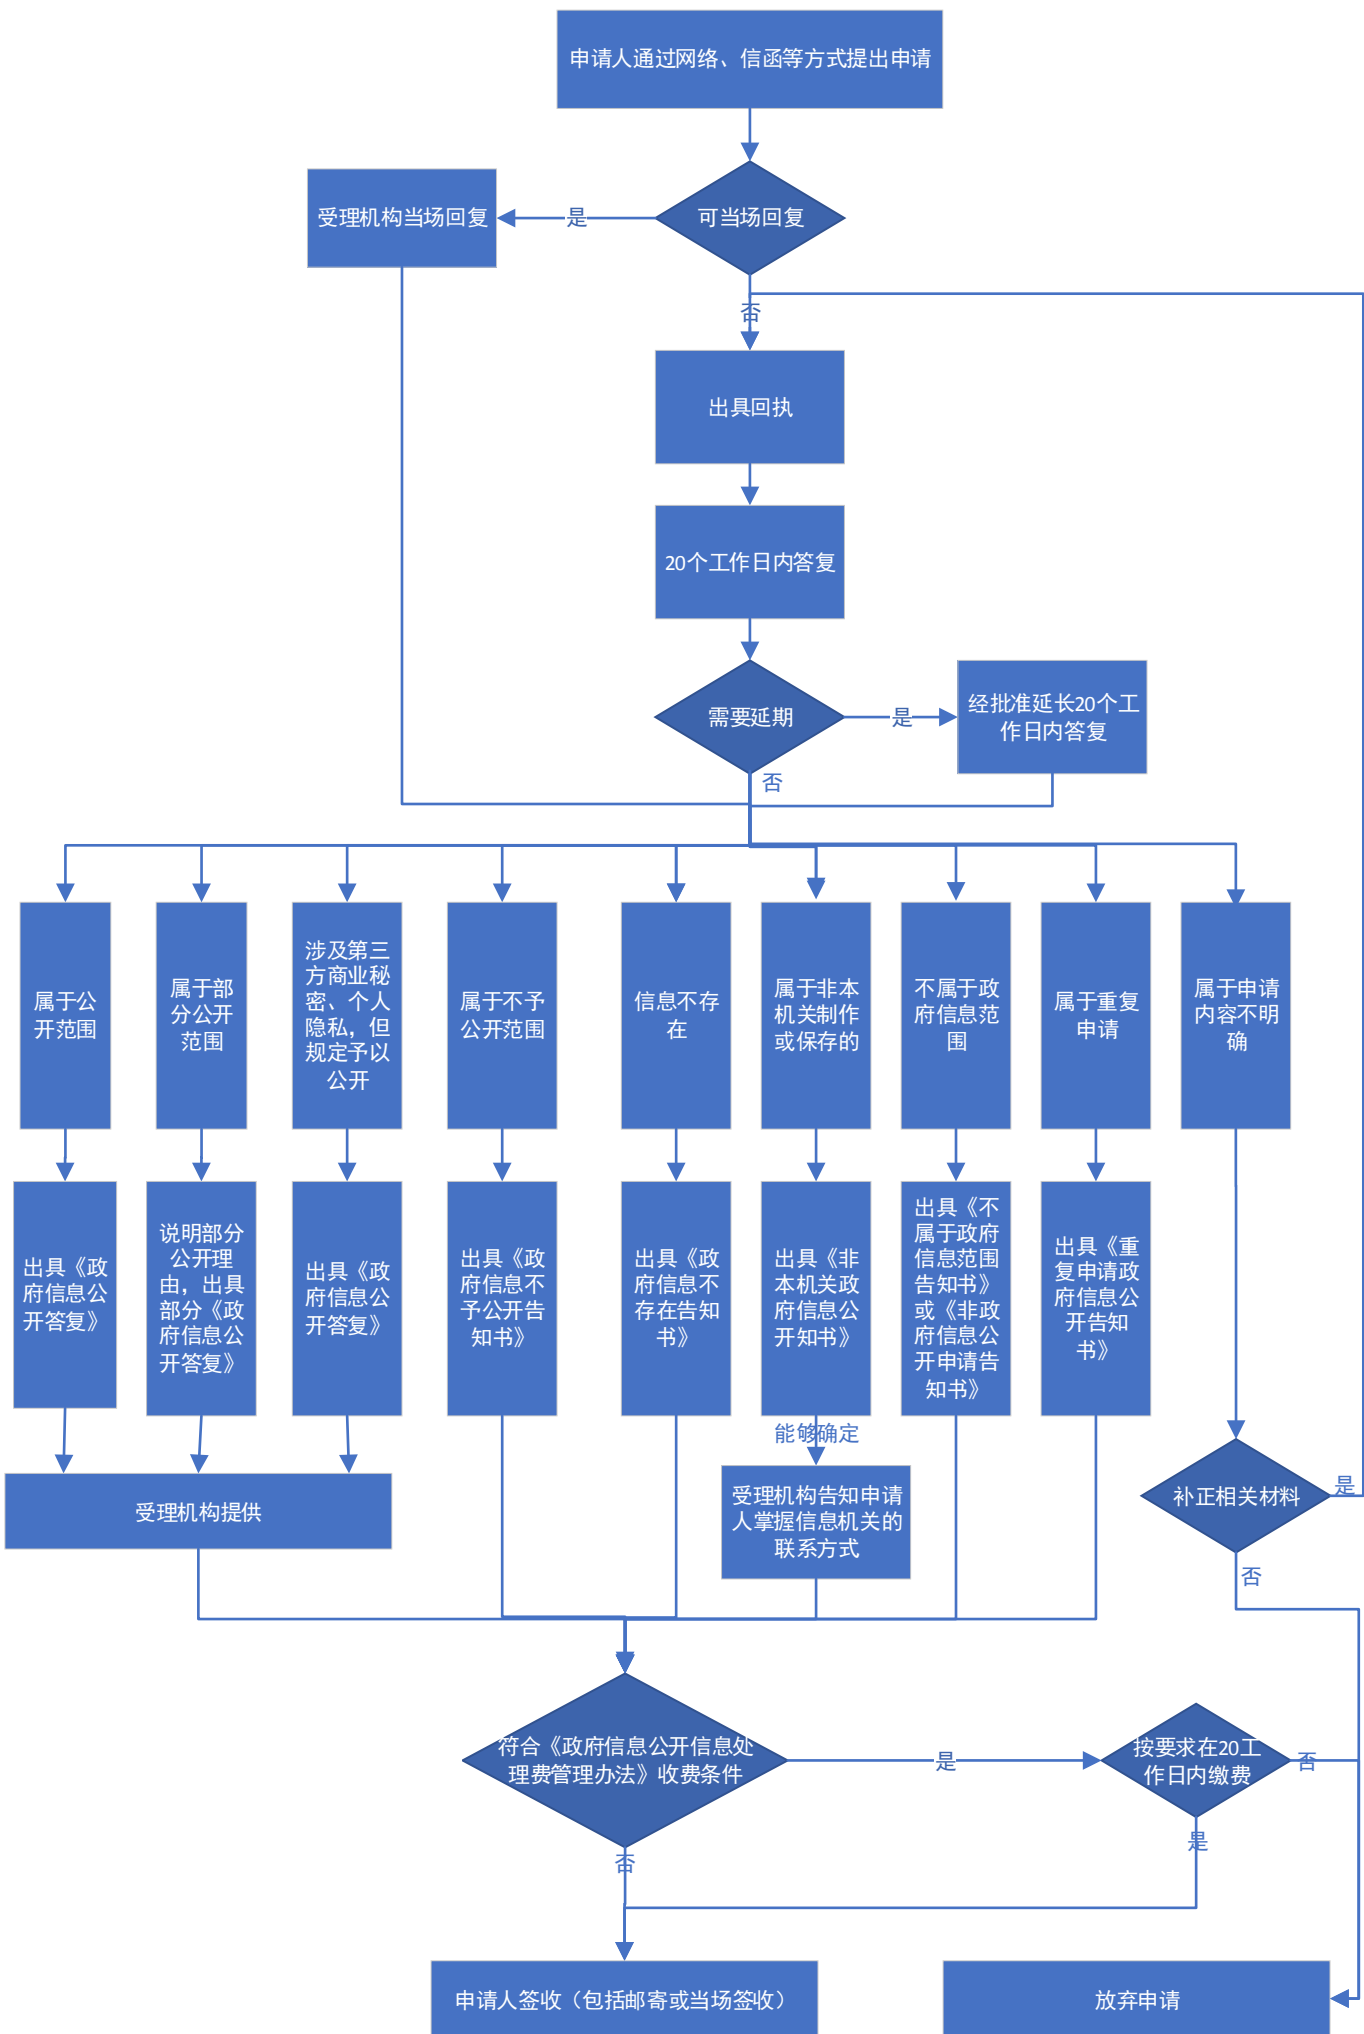 申请人通过网络、信函等方式提出申请
受理机构当场回复
是
可当场回复
否
出具回执
20个工作日内答复
需要延期
是
经批准延长20个工
作日内答复
否
属于公
开范围
属于部
分公开
范围
涉及第三
方商业秘
密、个人
隐私，但
规定予以
公开
属于不予
公开范围
信息不存
在
属于非本
机关制作
或保存的
不属于政
府信息范
围
属于重复
申请
属于申请
内容不明
确
出具《政
府信息公
开答复》
说明部分
公开理
由，出具
部分《政
府信息公
开答复》
出具《政
府信息公
开答复》
出具《政
府信息不
予公开告
知书》
出具《政
府信息不
存在告知
书》
出具《非
本机关政
府信息公
开知书》
出具《不
属于政府
信息范围
告知书》
或《非政
府信息公
开申请告
知书》
出具《重
复申请政
府信息公
开告知
书》
能够确定
受理机构提供
受理机构告知申请
人掌握信息机关的
联系方式
补正相关材料
是
否
符合《政府信息公开信息处
理费管理办法》收费条件
是
按要求在20工
作日内缴费
否
是
否
申请人签收（包括邮寄或当场签收）
放弃申请